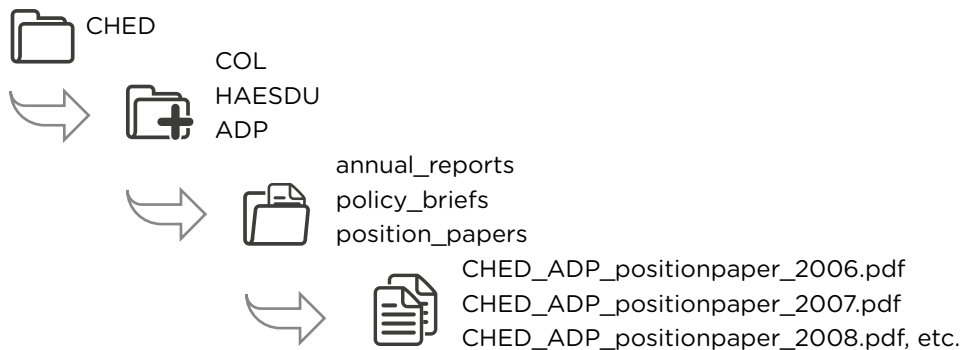 CHED
COL
HAESDU
ADP
annual_reports
policy_briefs
position_papers
CHED_ADP_positionpaper_2006.pdf
CHED_ADP_positionpaper_2007.pdf
CHED_ADP_positionpaper_2008.pdf, etc.